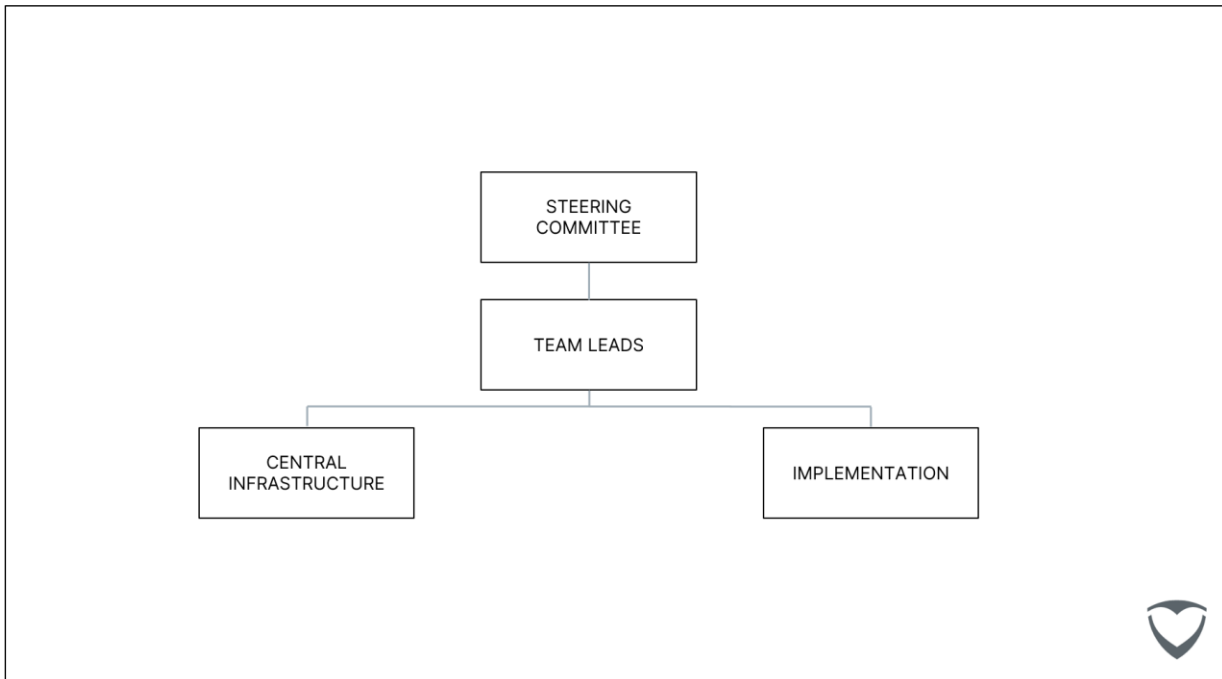 STEERING
COMMITTEE
TEAM LEADS
CENTRAL
INFRASTRUCTURE
IMPLEMENTATION